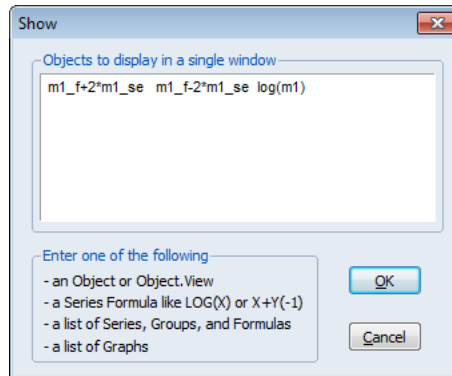 Show
Objects to display in a single window
m1_f+2*m1_se m1_f-2*m1_se log(m1)
Enter one of the following
- an Object or Object.View
- a Series Formula like LOG(X) or X+Y(-1)
- a list of Series, Groups, and Formulas
- a list of Graphs
OK
Cancel